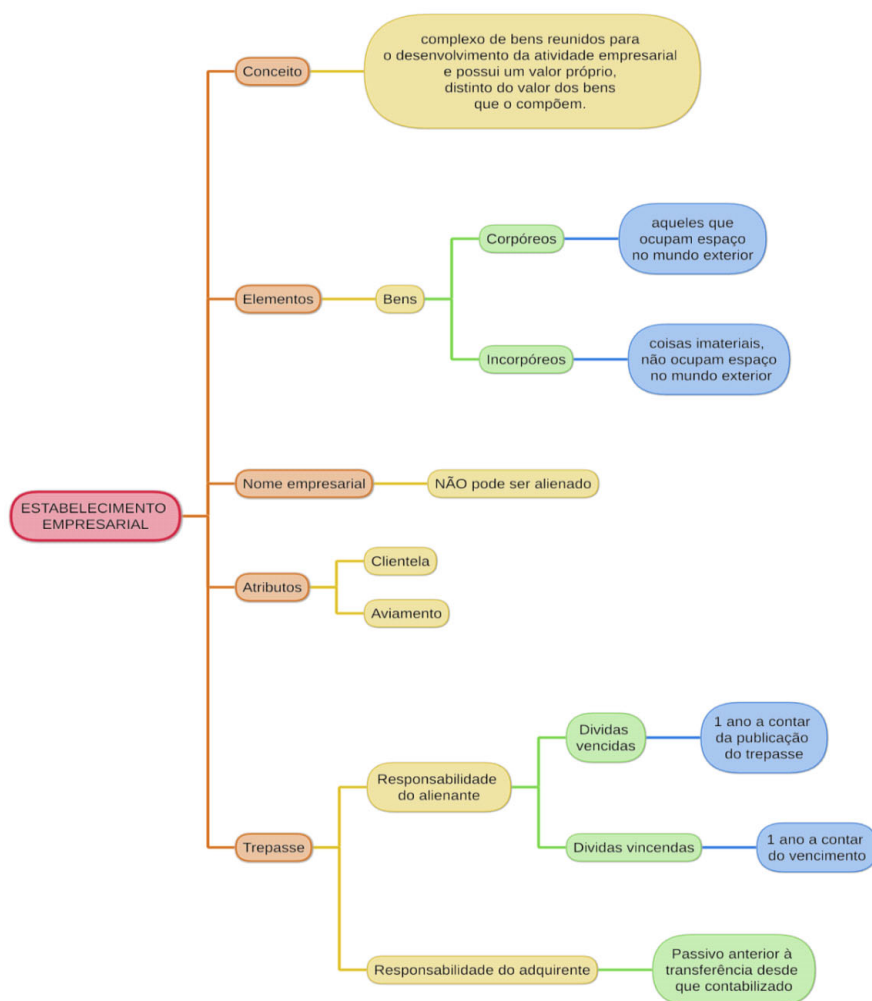 complexo de bens reunidos para
o desenvolvimento da atividade empresarial
e possui um valor próprio,
distinto do valor dos bens
que o compõem.
Conceito
aqueles que
ocupam espaço
no mundo exterior
Corpóreos
Elementos
Bens
Incorpóreos
coisas imateriais,
não ocupam espaço
no mundo exterior
Nome empresarial
NÃO pode ser alienado
ESTABELECIMENTO
EMPRESARIAL
Atributos
Clientela
Aviamento
Dividas
vencidas
1 ano a contar
da publicação
do trepasse
Responsabilidade
do alienante
Dividas vincendas
1 ano a contar
do vencimento
Trepasse
Responsabilidade do adquirente
Passivo anterior à
transferência desde
que contabilizado